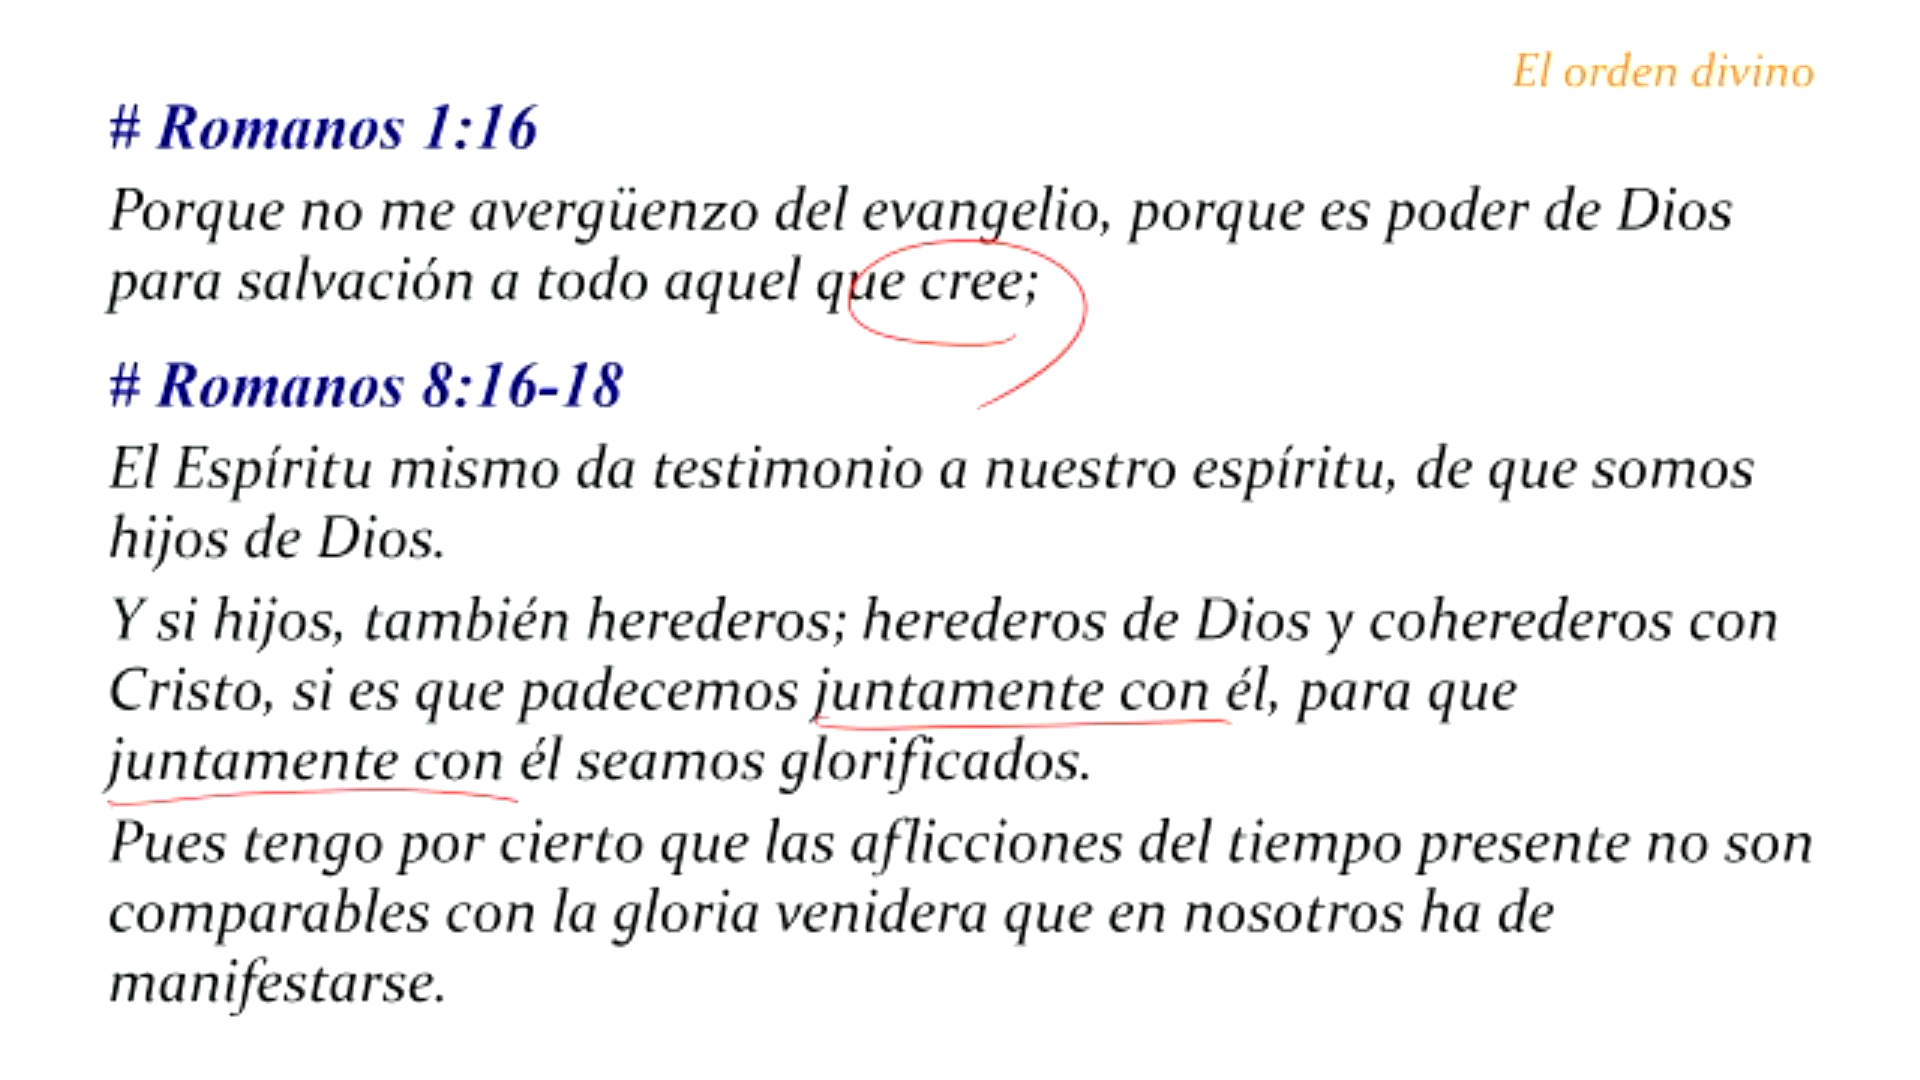 El orden divino
# Romanos 1:16
Porque no me avergüenzo del evangelio, porque es poder de Dios
para salvación a todo aquel que cree;
# Romanos 8:16-18
El Espíritu mismo da testimonio a nuestro espíritu, de que somos
hijos de Dios.
Y si hijos, también herederos; herederos de Dios y coherederos con
Cristo, si es que padecemos juntamente con él, para que
juntamente con él seamos glorificados.
Pues tengo por cierto que las aflicciones del tiempo presente no son
comparables con la gloria venidera que en nosotros ha de
manifestarse.